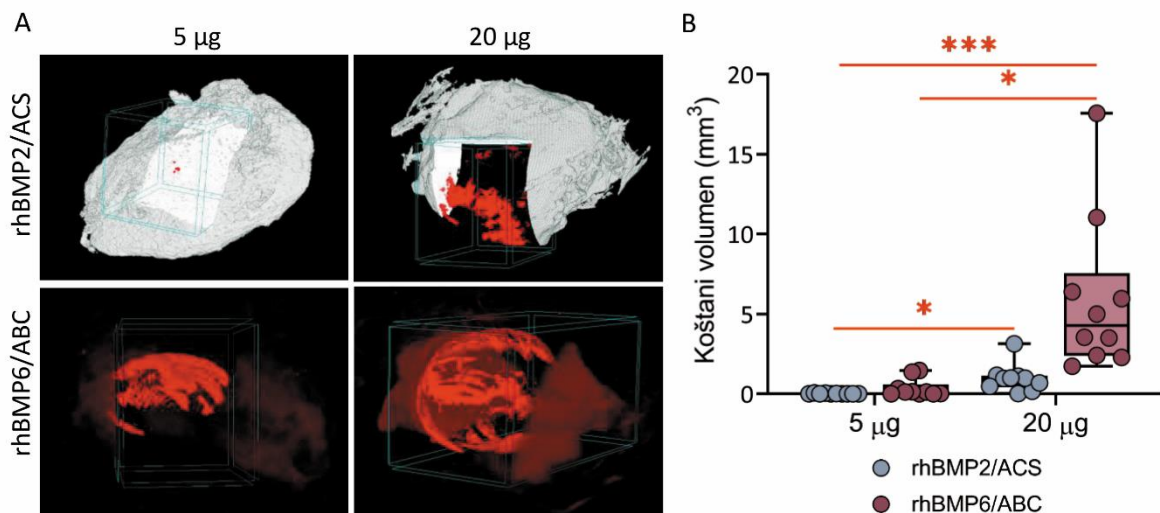 A
5 µg
20 µg
rhBMP2/ACS
rhBMP6/ABC
B
***
*
*
Koštani volumen (mm³)
20
15
10
5
0
5 µg
20 µg
rhBMP2/ACS
rhBMP6/ABC